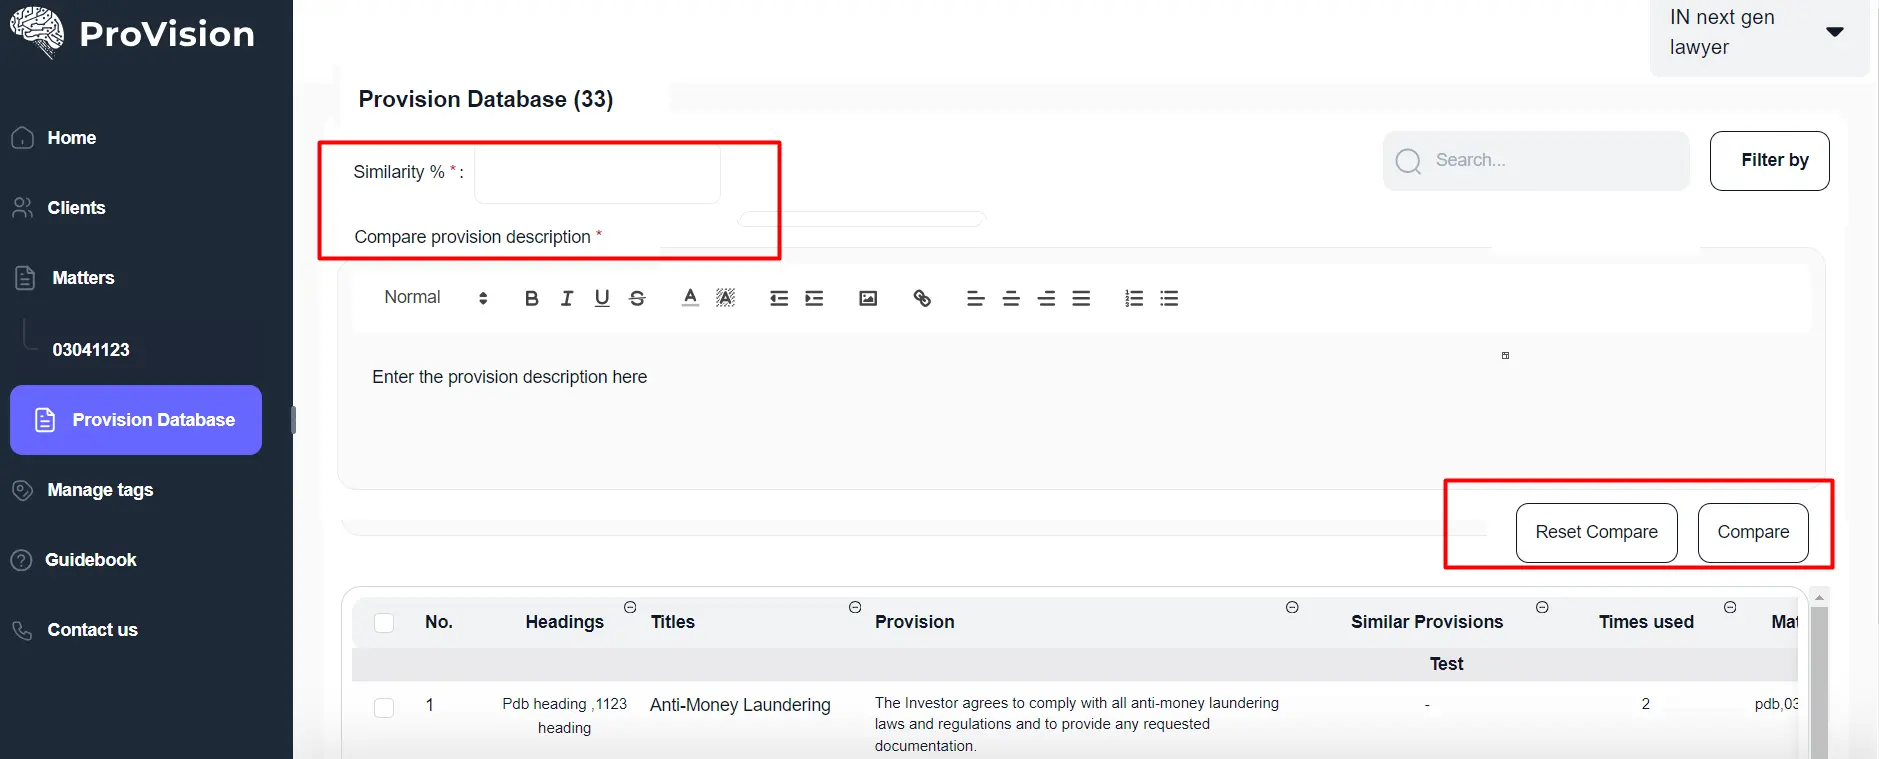 ProVision
IN next gen
lawyer
Home
Clients
Matters
03041123
Provision Database
Manage tags
Guidebook
Contact us
Provision Database (33)
Similarity % * :
Search...
Filter by
Compare provision description *
Normal
Enter the provision description here
Reset Compare
Compare
No. Headings Titles Provision Similar Provisions Times used Mat
Test
1 Pdb heading ,1123 heading Anti-Money Laundering The Investor agrees to comply with all anti-money laundering - 2 pdb,03
laws and regulations and to provide any requested
documentation.